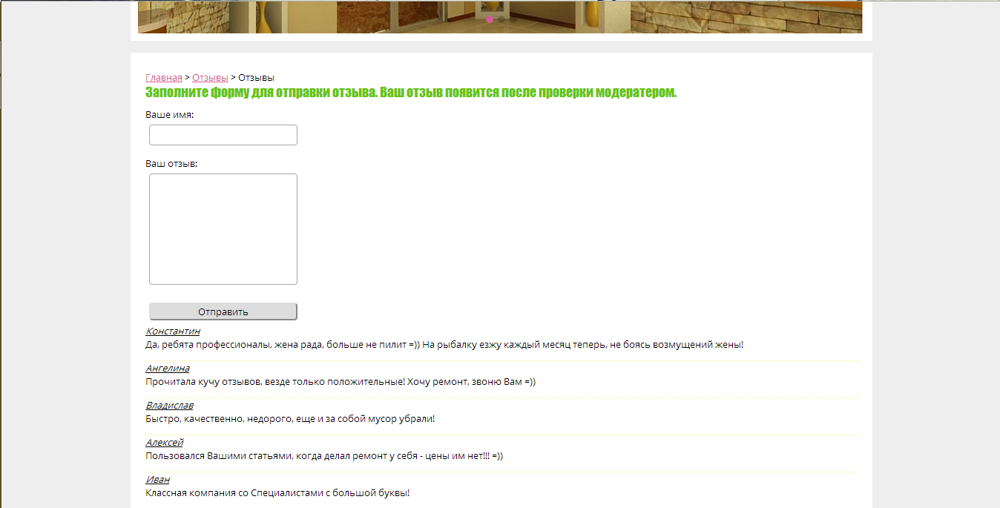 Главная > Отзывы > Отзывы
Заполните форму для отправки отзыва. Ваш отзыв появится после проверки модератером.
Ваше имя:
Ваш отзыв:
Отправить
Константин
Да, ребята профессионалы, жена рада, больше не пилит =)) На рыбалку езжу каждый месяц теперь, не боясь возмущений жены!
Ангелина
Прочитала кучу отзывов, везде только положительные! Хочу ремонт, звоню Вам =))
Владислав
Быстро, качественно, недорого, еще и за собой мусор убрали!
Алексей
Пользовался Вашими статьями, когда делал ремонт у себя - цены им нет!!! =))
Иван
Классная компания со Специалистами с большой буквы!